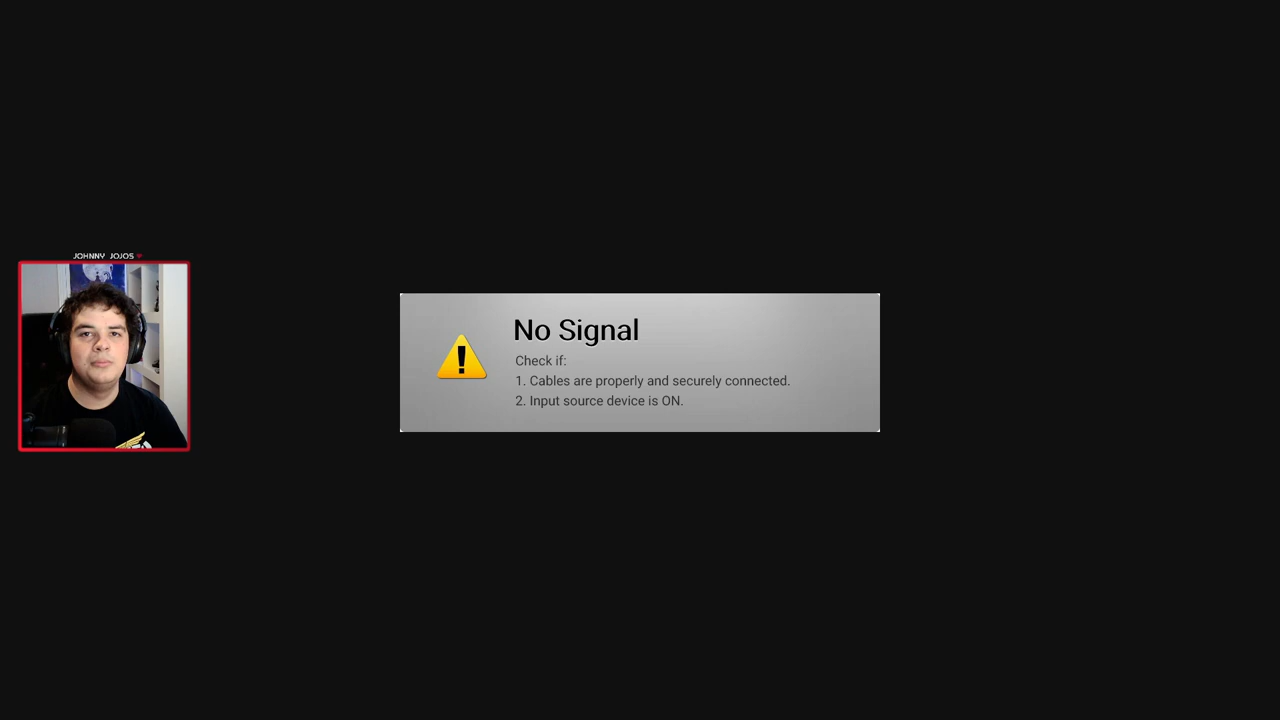 JOHNNY JOJOS
No Signal
Check if:
1. Cables are properly and securely connected.
2. Input source device is ON.